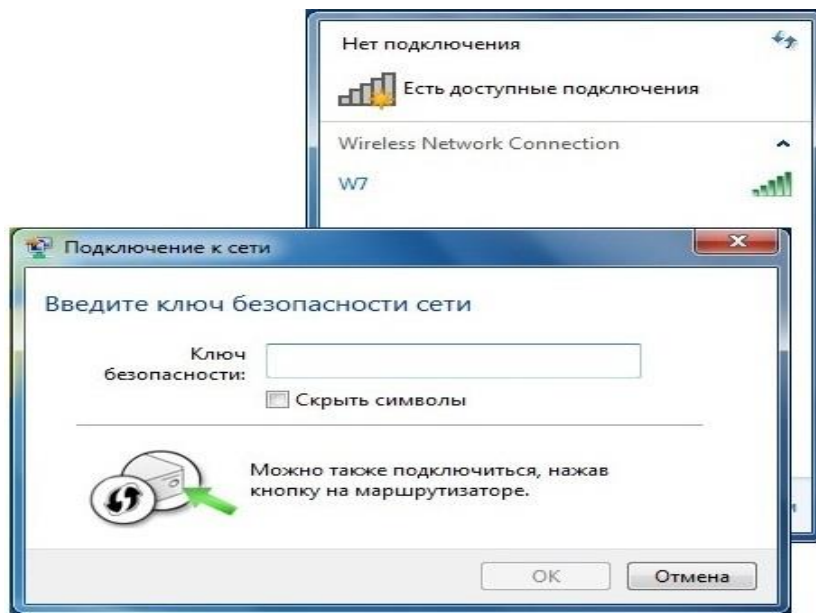 Нет подключения
Есть доступные подключения
Wireless Network Connection
W7
Подключение к сети
Введите ключ безопасности сети
Ключ
безопасности:
Скрыть символы
Можно также подключиться, нажав
кнопку на маршрутизаторе.
OK
Отмена